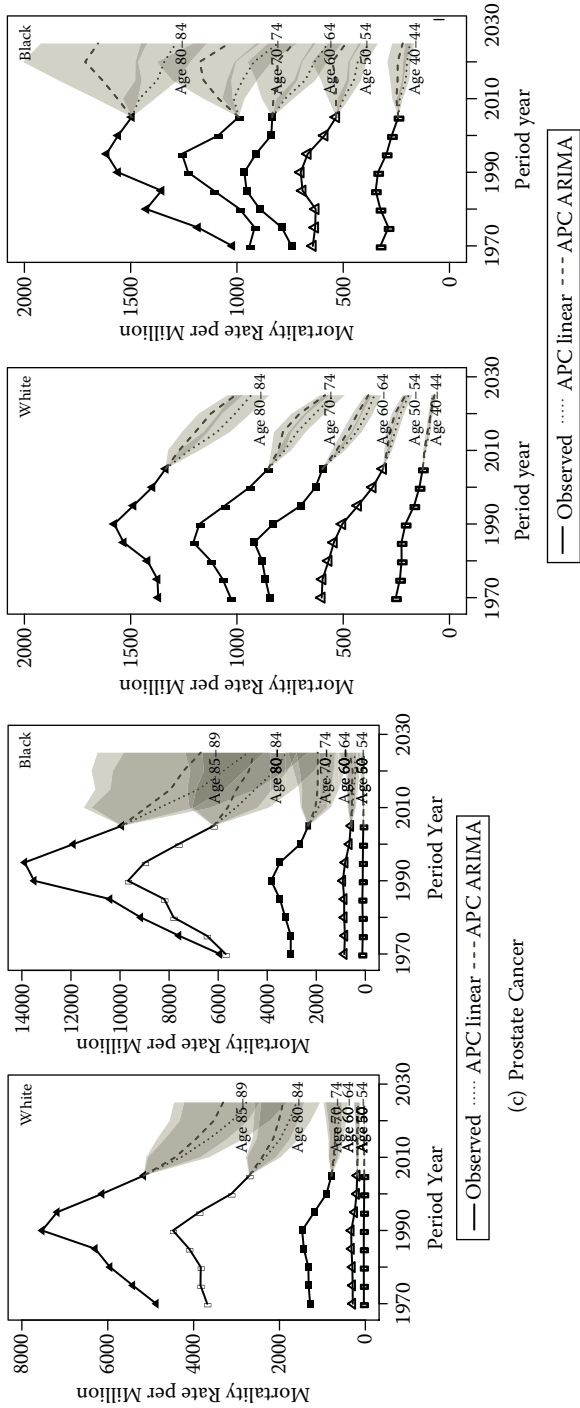 White
Mortality Rate per Million
8000
6000
4000
2000
0
Age 85–89
Age 80–84
Age 70–74
Age 60–64
Age 50–54
1970
1990
2010
2030
Period Year
Black
Mortality Rate per Million
14000
12000
10000
8000
6000
4000
2000
0
Age 85–89
Age 80–84
Age 70–74
Age 60–64
Age 50–54
1970
1990
2010
2030
Period Year
Observed APC linear APC ARIMA
(c) Prostate Cancer
White
Mortality Rate per Million
2000
1500
1000
500
0
Age 80–84
Age 70–74
Age 60–64
Age 50–54
Age 40–44
1970
1990
2010
2030
Period year
Black
Mortality Rate per Million
2000
1500
1000
500
0
Age 80–84
Age 70–74
Age 60–64
Age 50–54
Age 40–44
1970
1990
2010
2030
Period year
Observed APC linear APC ARIMA